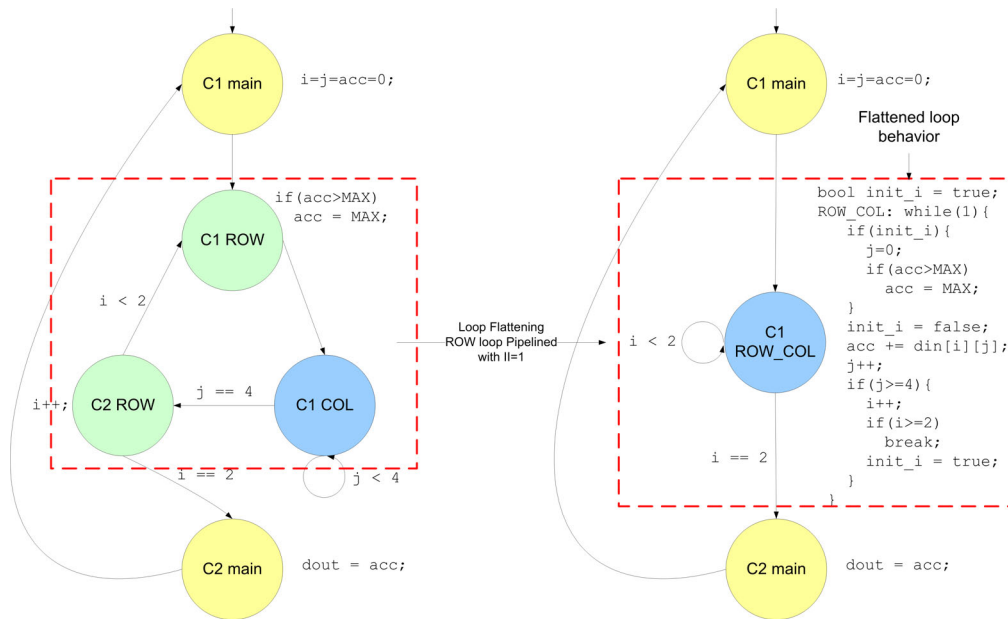 C1 main
i=j=acc=0;
if(acc>MAX)
acc = MAX;
C1 ROW
i < 2
j == 4
i++;
C2 ROW
C1 COL
i == 2
j < 4
C2 main
dout = acc;
Loop Flattening
ROW loop Pipelined
with II=1
C1 main
i=j=acc=0;
Flattened loop
behavior
bool init_i = true;
ROW_COL: while(1){
if(init_i){
j=0;
if(acc>MAX)
acc = MAX;
}
init_i = false;
acc += din[i][j];
j++;
if(j>=4){
i++;
if(i>=2)
break;
init_i = true;
}
}
i < 2
C1
ROW_COL
i == 2
C2 main
dout = acc;